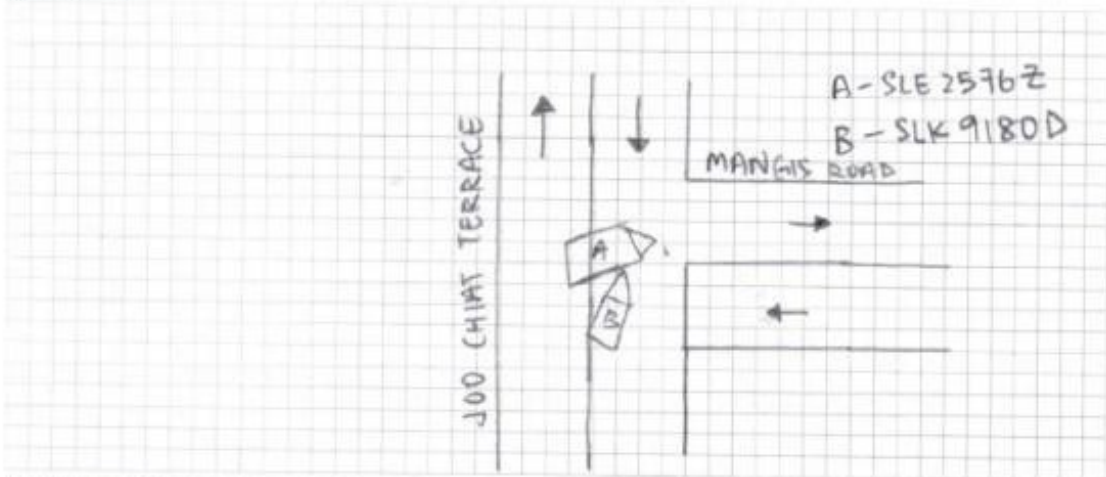 A - SLE 2576Z
B - SLK 9180D
MANGIS ROAD
JOO CHIAT TERRACE
A
B